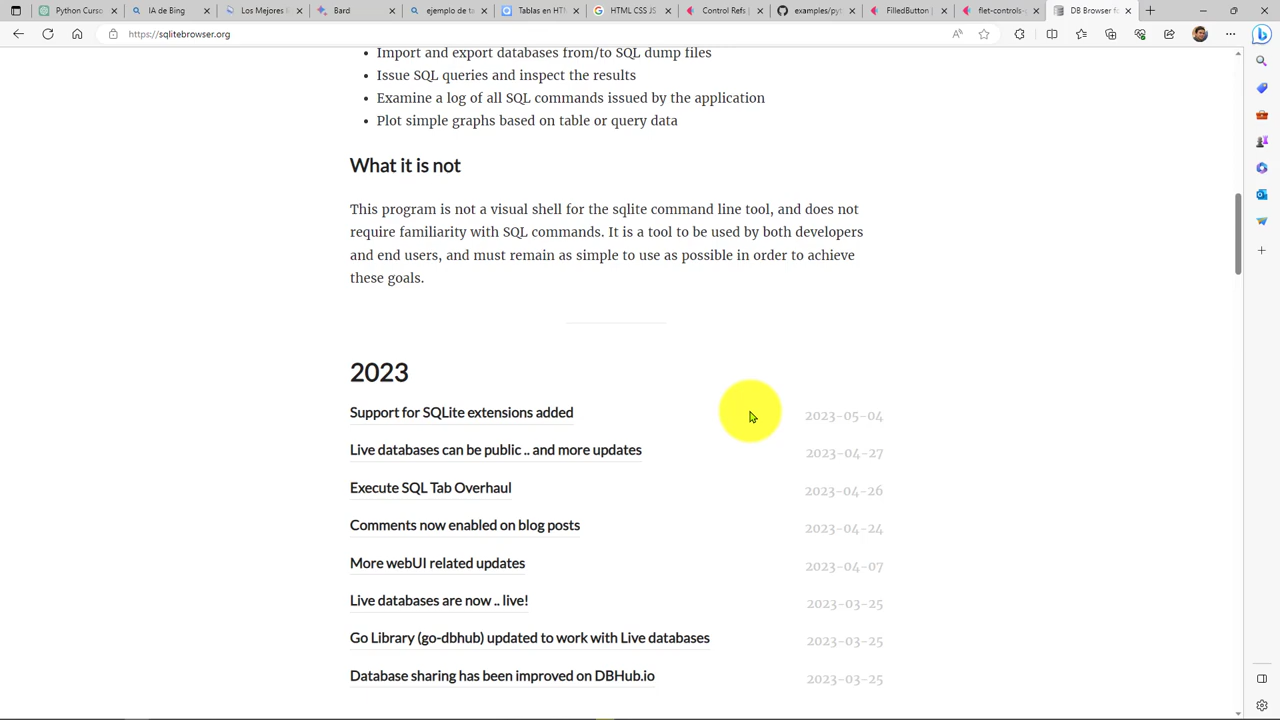 Python Curso
IA de Bing
Los Mejores 8
Bard
ejemplo de ta
Tablas en HT
HTML CSS JS
Control Refs |
examples/pyt
FilledButton |
flet-controls-
DB Browser fo
https://sqlitebrowser.org
• Import and export databases from/to SQL dump files
• Issue SQL queries and inspect the results
• Examine a log of all SQL commands issued by the application
• Plot simple graphs based on table or query data
What it is not
This program is not a visual shell for the sqlite command line tool, and does not
require familiarity with SQL commands. It is a tool to be used by both developers
and end users, and must remain as simple to use as possible in order to achieve
these goals.
2023
Support for SQLite extensions added 2023-05-04
Live databases can be public .. and more updates 2023-04-27
Execute SQL Tab Overhaul 2023-04-26
Comments now enabled on blog posts 2023-04-24
More webUI related updates 2023-04-07
Live databases are now .. live! 2023-03-25
Go Library (go-dbhub) updated to work with Live databases 2023-03-25
Database sharing has been improved on DBHub.io 2023-03-25